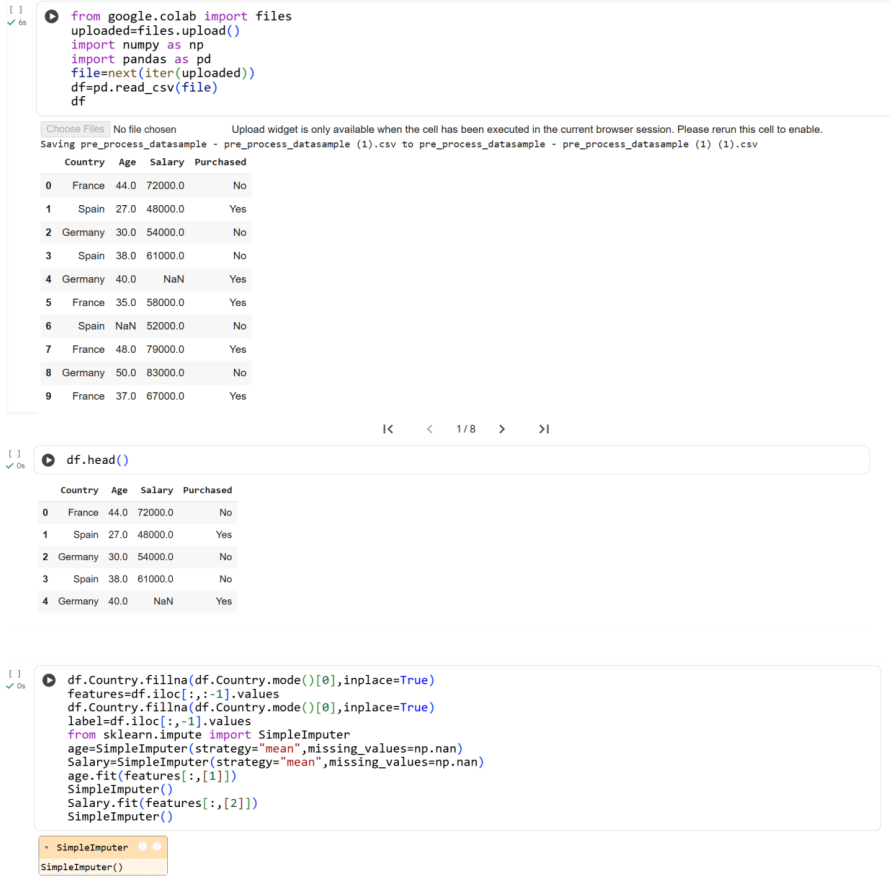 [ ]
6s
from google.colab import files
uploaded=files.upload()
import numpy as np
import pandas as pd
file=next(iter(uploaded))
df=pd.read_csv(file)
df
Choose Files No file chosen Upload widget is only available when the cell has been executed in the current browser session. Please rerun this cell to enable.
Saving pre_process_datasample - pre_process_datasample (1).csv to pre_process_datasample - pre_process_datasample (1) (1).csv
Country Age Salary Purchased
0 France 44.0 72000.0 No
1 Spain 27.0 48000.0 Yes
2 Germany 30.0 54000.0 No
3 Spain 38.0 61000.0 No
4 Germany 40.0 NaN Yes
5 France 35.0 58000.0 Yes
6 Spain NaN 52000.0 No
7 France 48.0 79000.0 Yes
8 Germany 50.0 83000.0 No
9 France 37.0 67000.0 Yes
1/8
[ ]
0s
df.head()
Country Age Salary Purchased
0 France 44.0 72000.0 No
1 Spain 27.0 48000.0 Yes
2 Germany 30.0 54000.0 No
3 Spain 38.0 61000.0 No
4 Germany 40.0 NaN Yes
[ ]
0s
df.Country.fillna(df.Country.mode()[0],inplace=True)
features=df.iloc[:,:-1].values
df.Country.fillna(df.Country.mode()[0],inplace=True)
label=df.iloc[:,-1].values
from sklearn.impute import SimpleImputer
age=SimpleImputer(strategy="mean",missing_values=np.nan)
Salary=SimpleImputer(strategy="mean",missing_values=np.nan)
age.fit(features[:,[1]])
SimpleImputer()
Salary.fit(features[:,[2]])
SimpleImputer()
SimpleImputer
SimpleImputer()